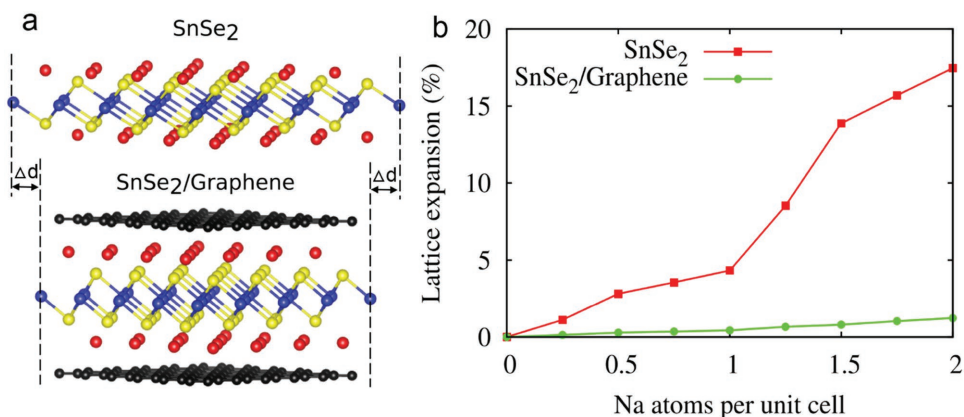 a
SnSe2
Δd
Δd
SnSe2/Graphene
b
Lattice expansion (%)
20
15
10
5
0
SnSe2
SnSe2/Graphene
0
0.5
1
1.5
2
Na atoms per unit cell